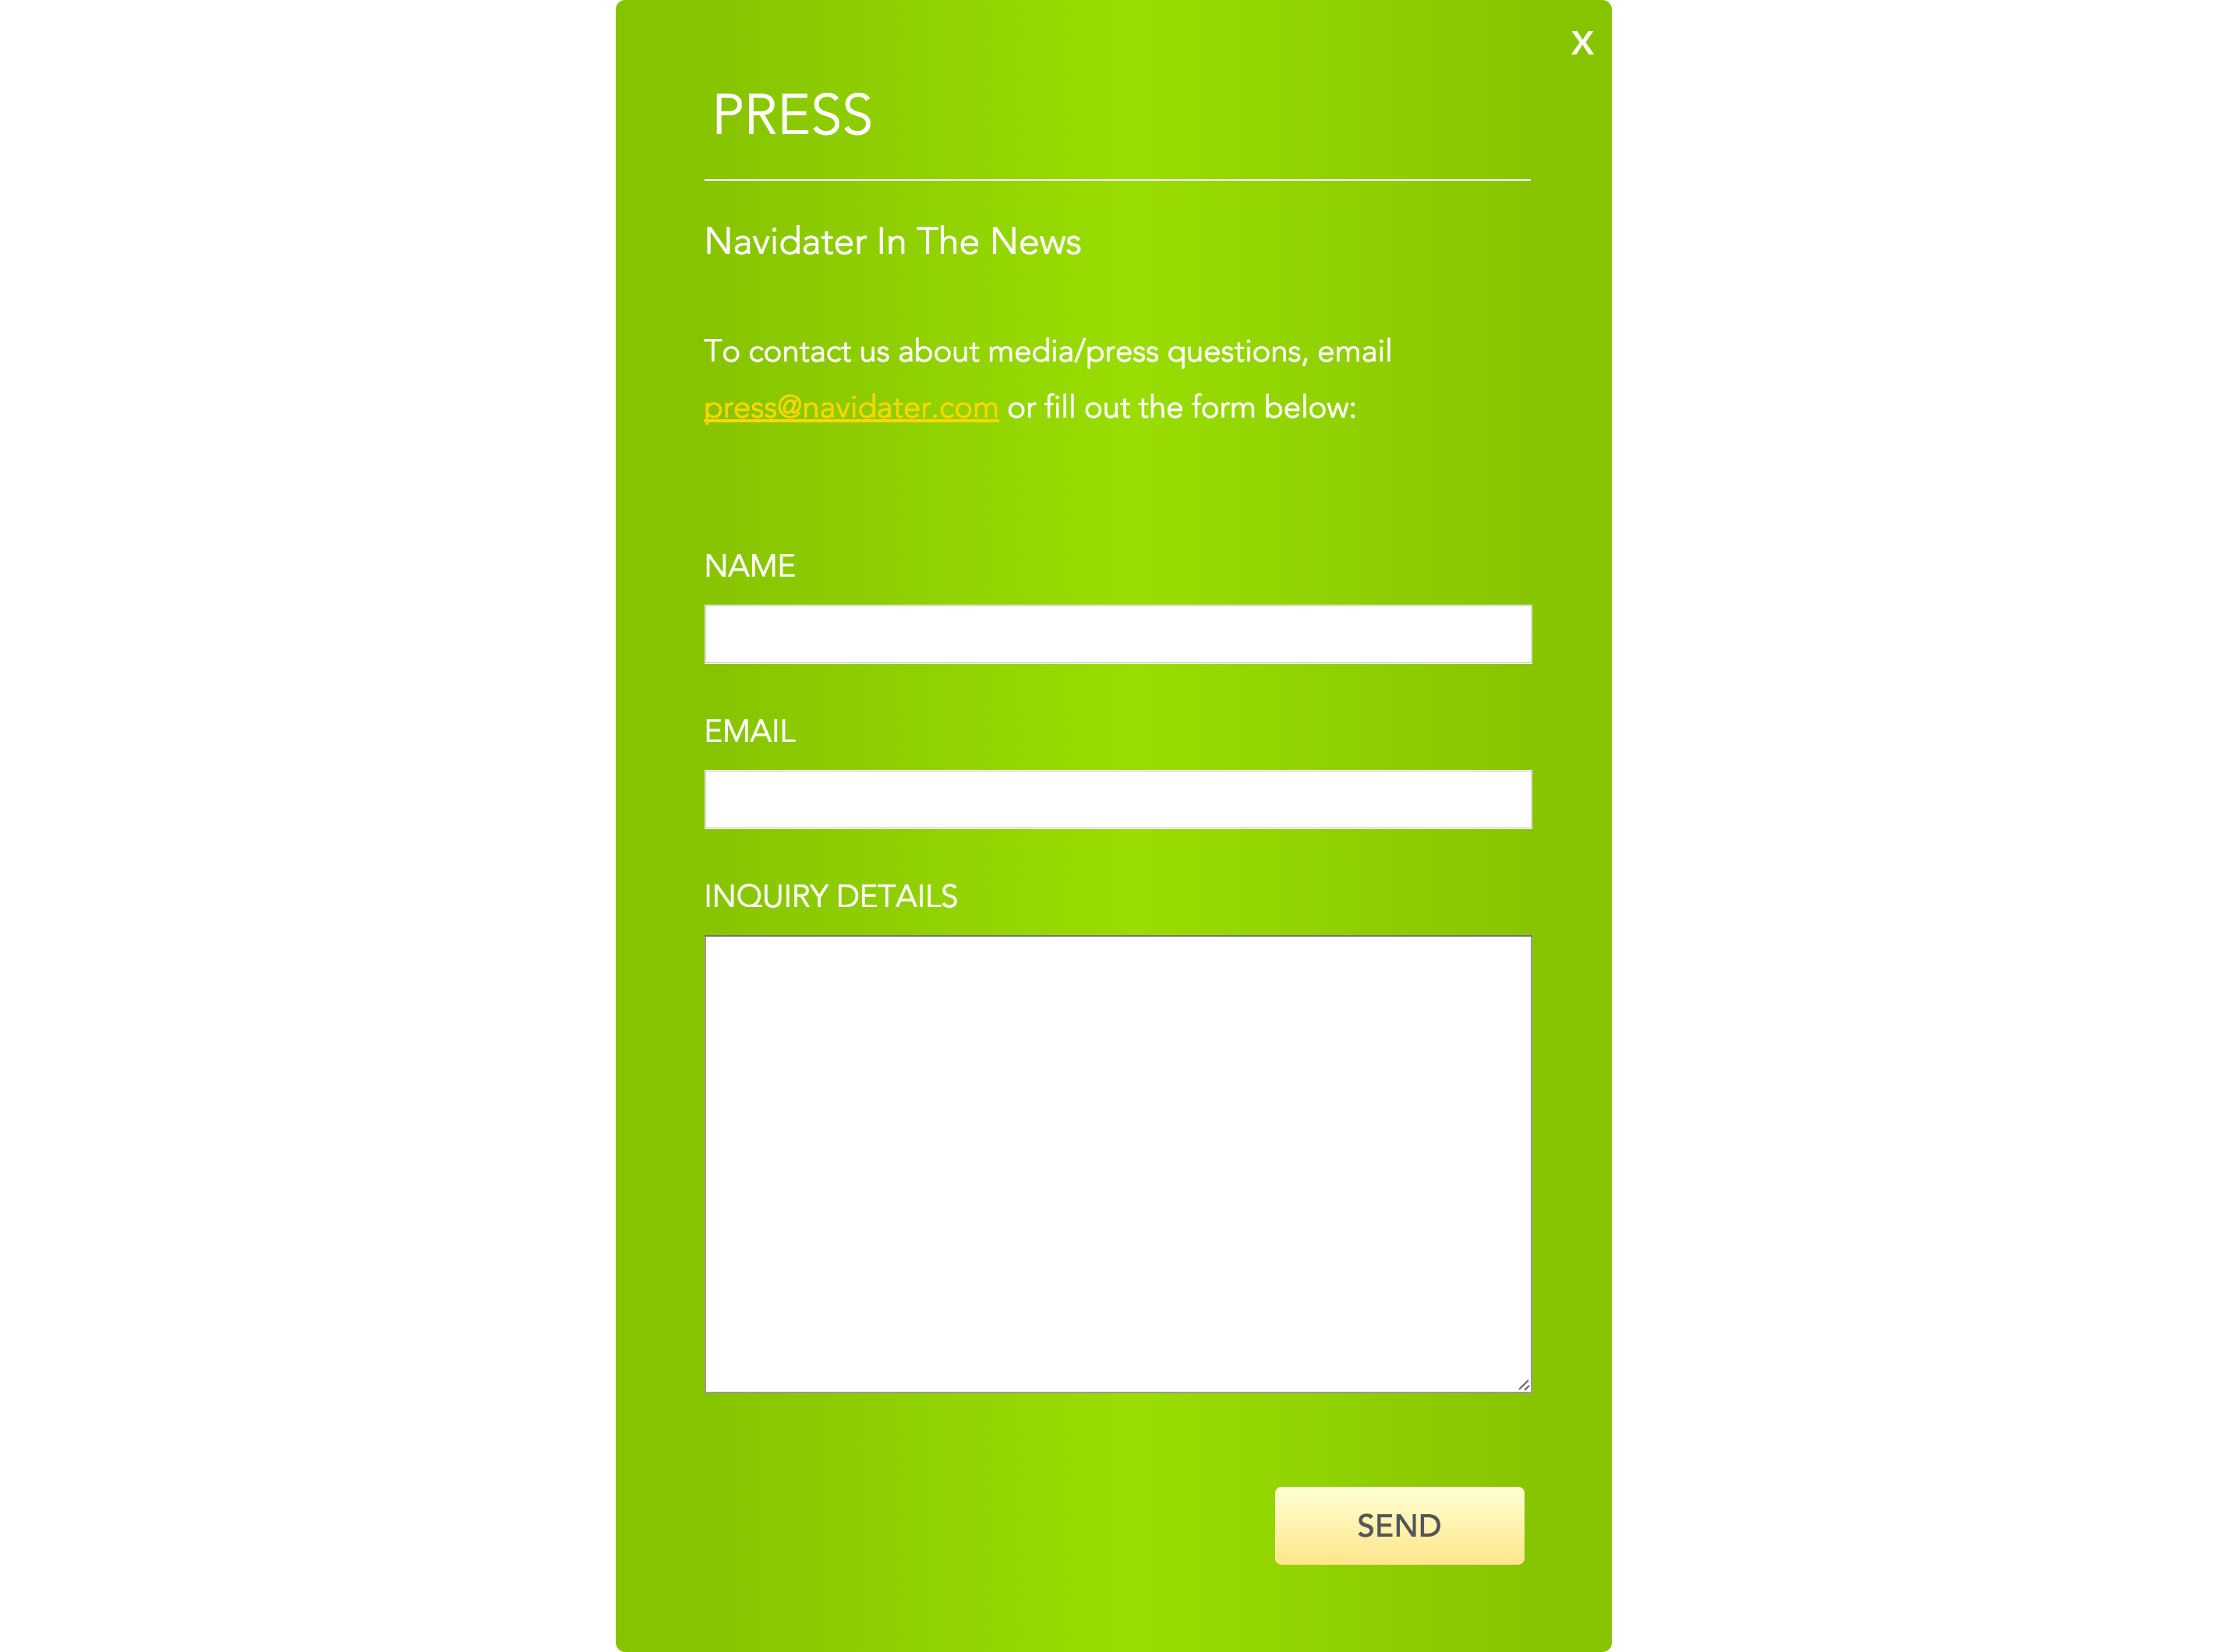 X
PRESS
Navidater In The News
To contact us about media/press questions, email
press@navidater.com or fill out the form below:
NAME
EMAIL
INQUIRY DETAILS
SEND